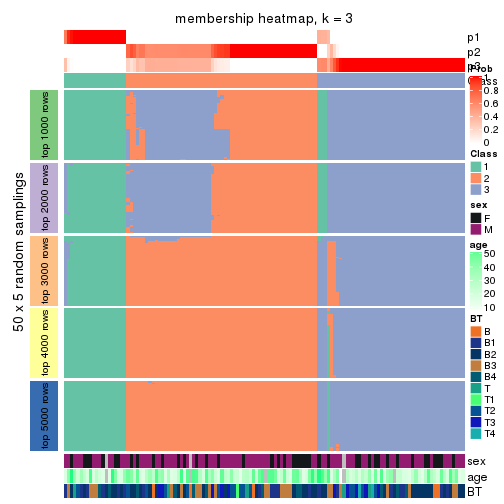 membership heatmap, k = 3
p1
p2
p3
Class
50 x 5 random samplings
top 1000 rows
top 2000 rows
top 3000 rows
top 4000 rows
top 5000 rows
sex
age
BT
Prob
1
0.8
0.6
0.4
0.2
0
Class
1
2
3
sex
F
M
age
50
40
30
20
10
BT
B
B1
B2
B3
B4
T
T1
T2
T3
T4